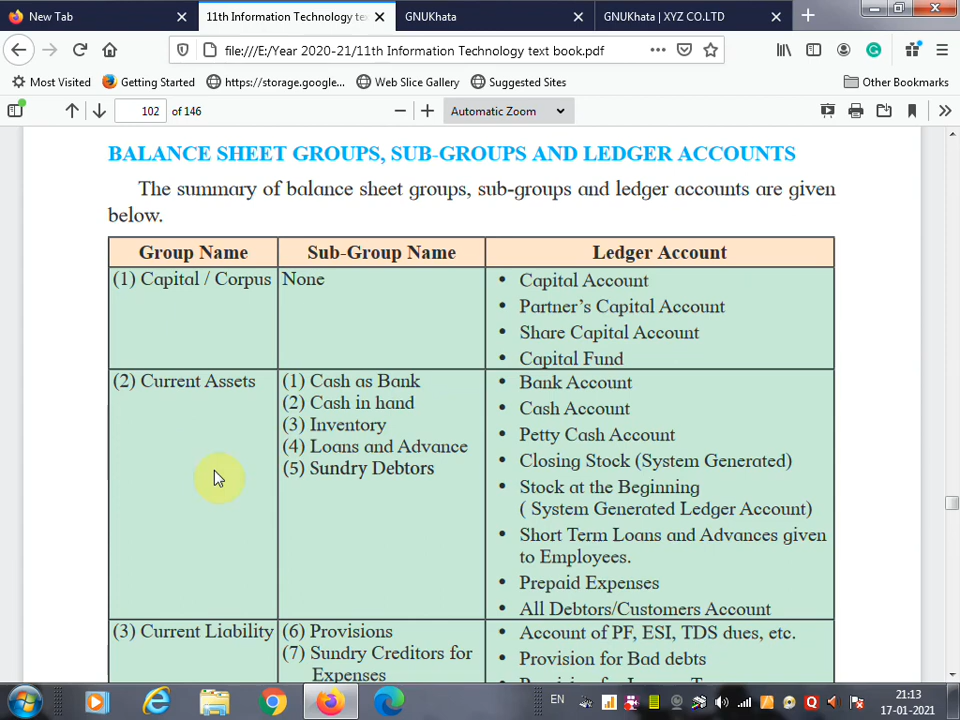 New Tab
11th Information Technology te
GNUKhata
GNUKhata | XYZ CO.LTD
file:///E:/Year 2020-21/11th Information Technology text book.pdf
Most Visited
Getting Started
https://storage.google...
Web Slice Gallery
Suggested Sites
Other Bookmarks
102 of 146
Automatic Zoom
BALANCE SHEET GROUPS, SUB-GROUPS AND LEDGER ACCOUNTS
The summary of balance sheet groups, sub-groups and ledger accounts are given
below.
Group Name
Sub-Group Name
Ledger Account
(1) Capital / Corpus
None
• Capital Account
• Partner's Capital Account
• Share Capital Account
• Capital Fund
(2) Current Assets
(1) Cash as Bank
(2) Cash in hand
(3) Inventory
(4) Loans and Advance
(5) Sundry Debtors
• Bank Account
• Cash Account
• Petty Cash Account
• Closing Stock (System Generated)
• Stock at the Beginning
( System Generated Ledger Account)
• Short Term Loans and Advances given
to Employees.
• Prepaid Expenses
• All Debtors/Customers Account
(3) Current Liability
(6) Provisions
(7) Sundry Creditors for
Expenses
• Account of PF, ESI, TDS dues, etc.
• Provision for Bad debts
EN
21:13
17-01-2021